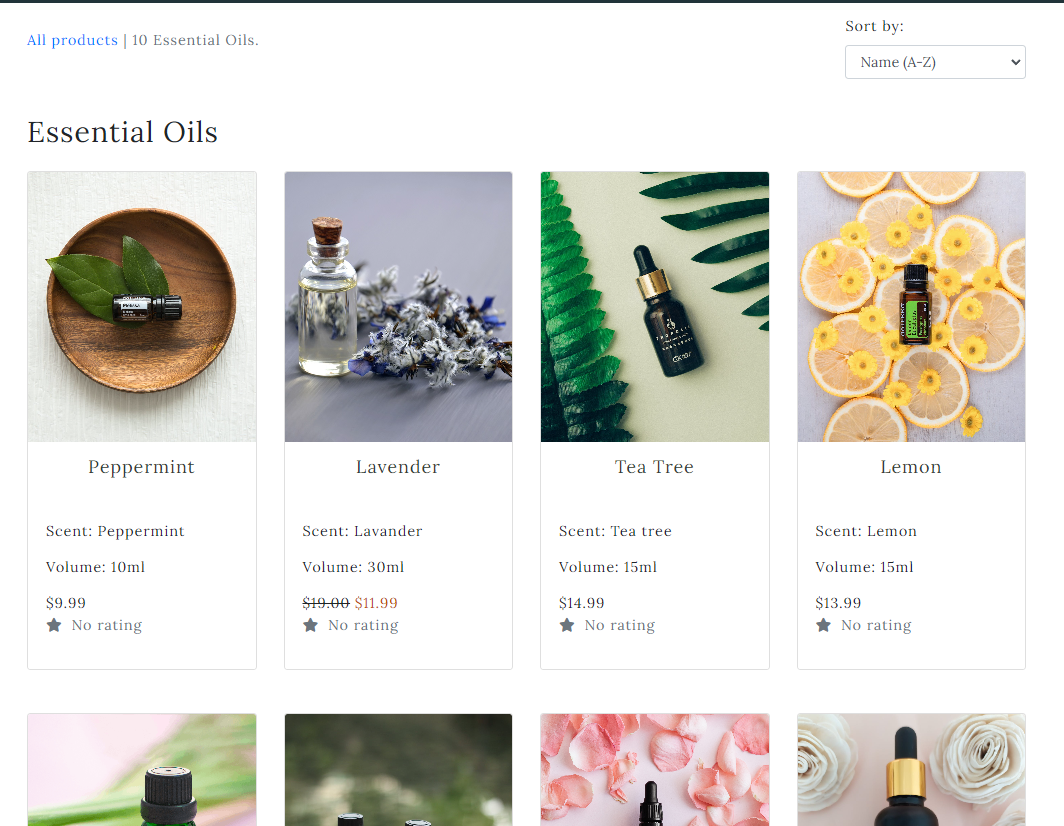 All products | 10 Essential Oils.
Sort by:
Name (A-Z)
Essential Oils
Melissa
Peppermint
Scent: Peppermint
Volume: 10ml
$9.99
No rating
Lavender
Scent: Lavander
Volume: 30ml
$19.00 $11.99
No rating
Tea Tree
Scent: Tea tree
Volume: 15ml
$14.99
No rating
Lemon
Scent: Lemon
Volume: 15ml
$13.99
No rating